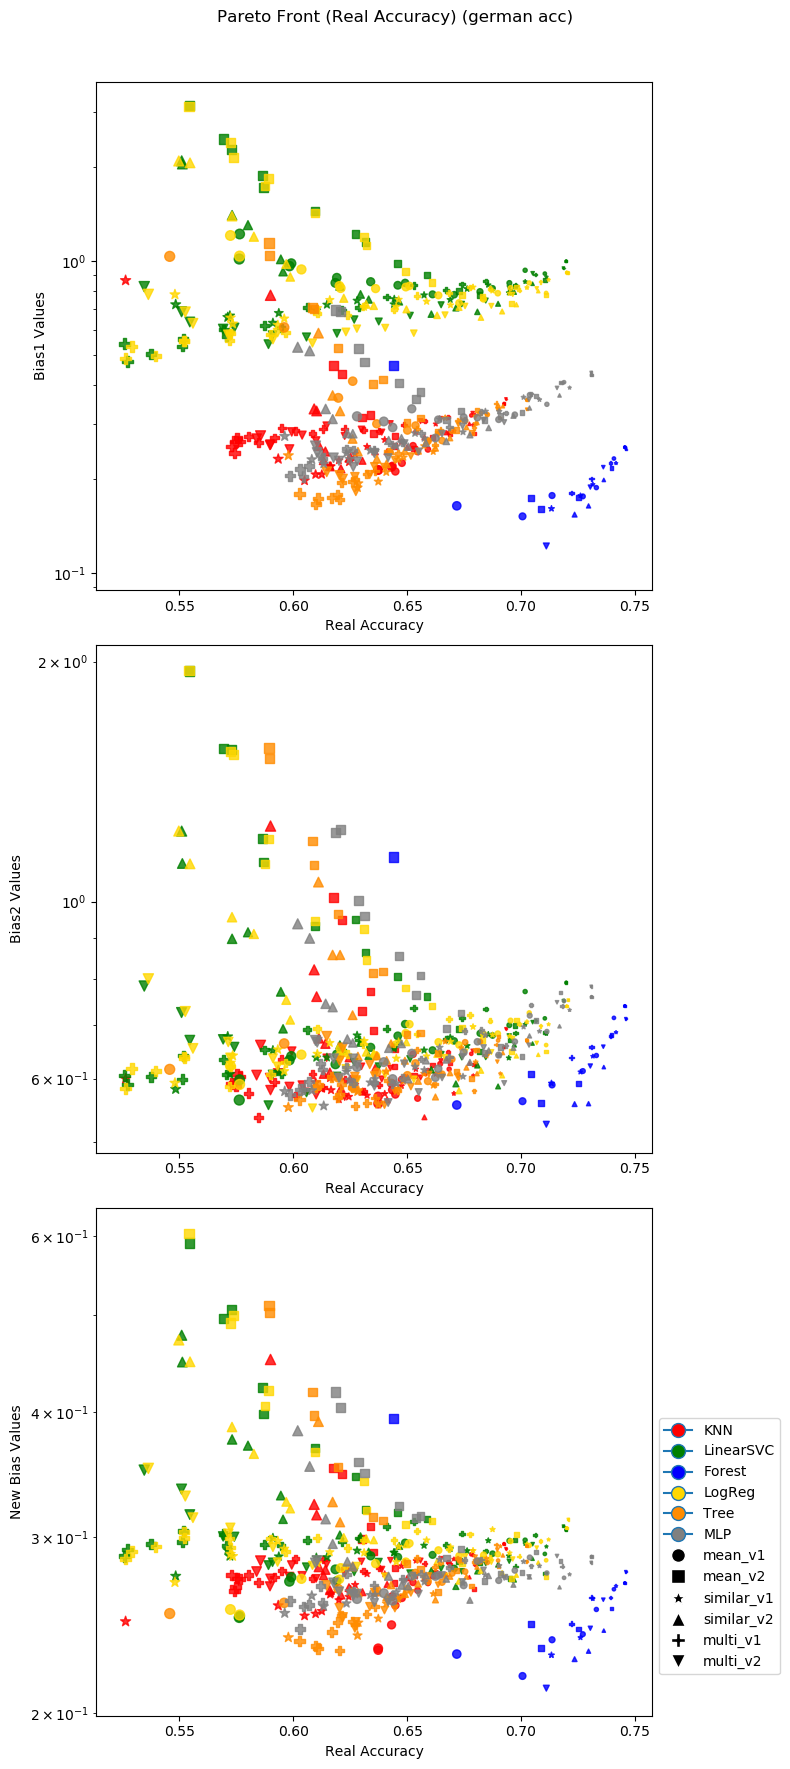 Pareto Front (Real Accuracy) (german acc)
10⁰
10⁻¹
Bias1 Values
0.55 0.60 0.65 0.70 0.75
Real Accuracy
2 × 10⁰
10⁰
6 × 10⁻¹
Bias2 Values
0.55 0.60 0.65 0.70 0.75
Real Accuracy
6 × 10⁻¹
4 × 10⁻¹
3 × 10⁻¹
2 × 10⁻¹
New Bias Values
0.55 0.60 0.65 0.70 0.75
Real Accuracy
KNN
LinearSVC
Forest
LogReg
Tree
MLP
mean_v1
mean_v2
similar_v1
similar_v2
multi_v1
multi_v2